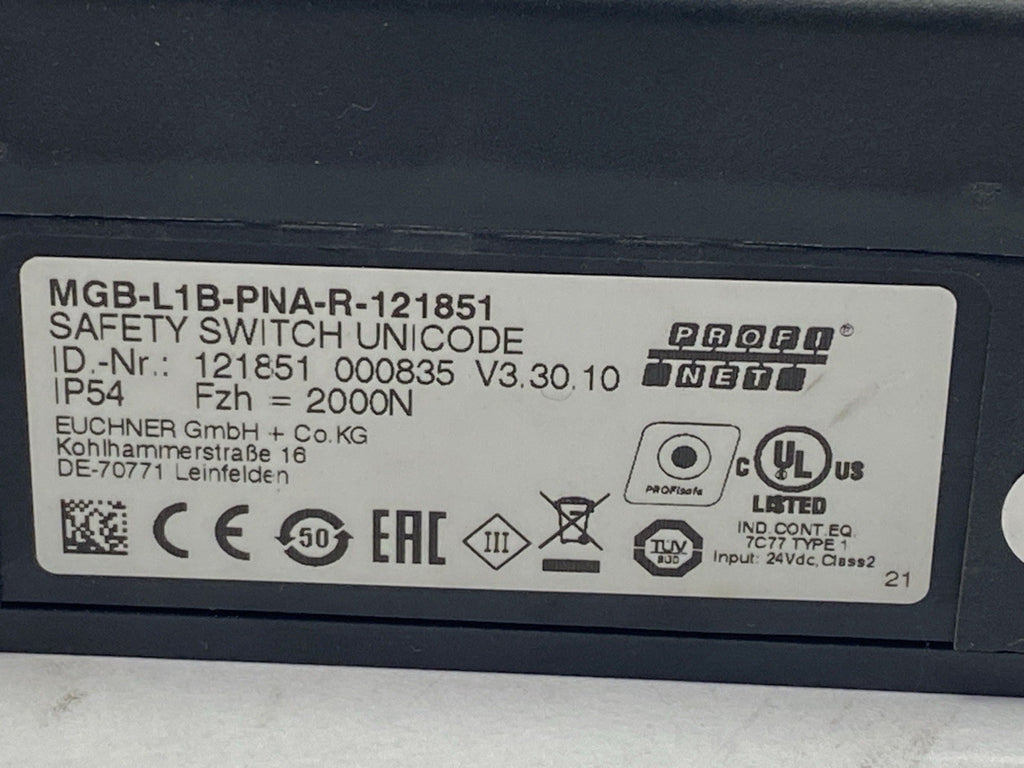 MGB-L1B-PNA-R-121851
SAFETY SWITCH UNICODE
ID.-Nr.: 121851 000835 V3.30.10
IP54 Fzh = 2000N
EUCHNER GmbH + Co.KG
Kohlhammerstraße 16
DE-70771 Leinfelden
PROFI®
NET
PROFIsafe
C UL US
LISTED
IND.CONT.EQ.
7C77 TYPE 1
Input: 24Vdc, Class2
CE 50 EAC III TÜV
SÜD
21